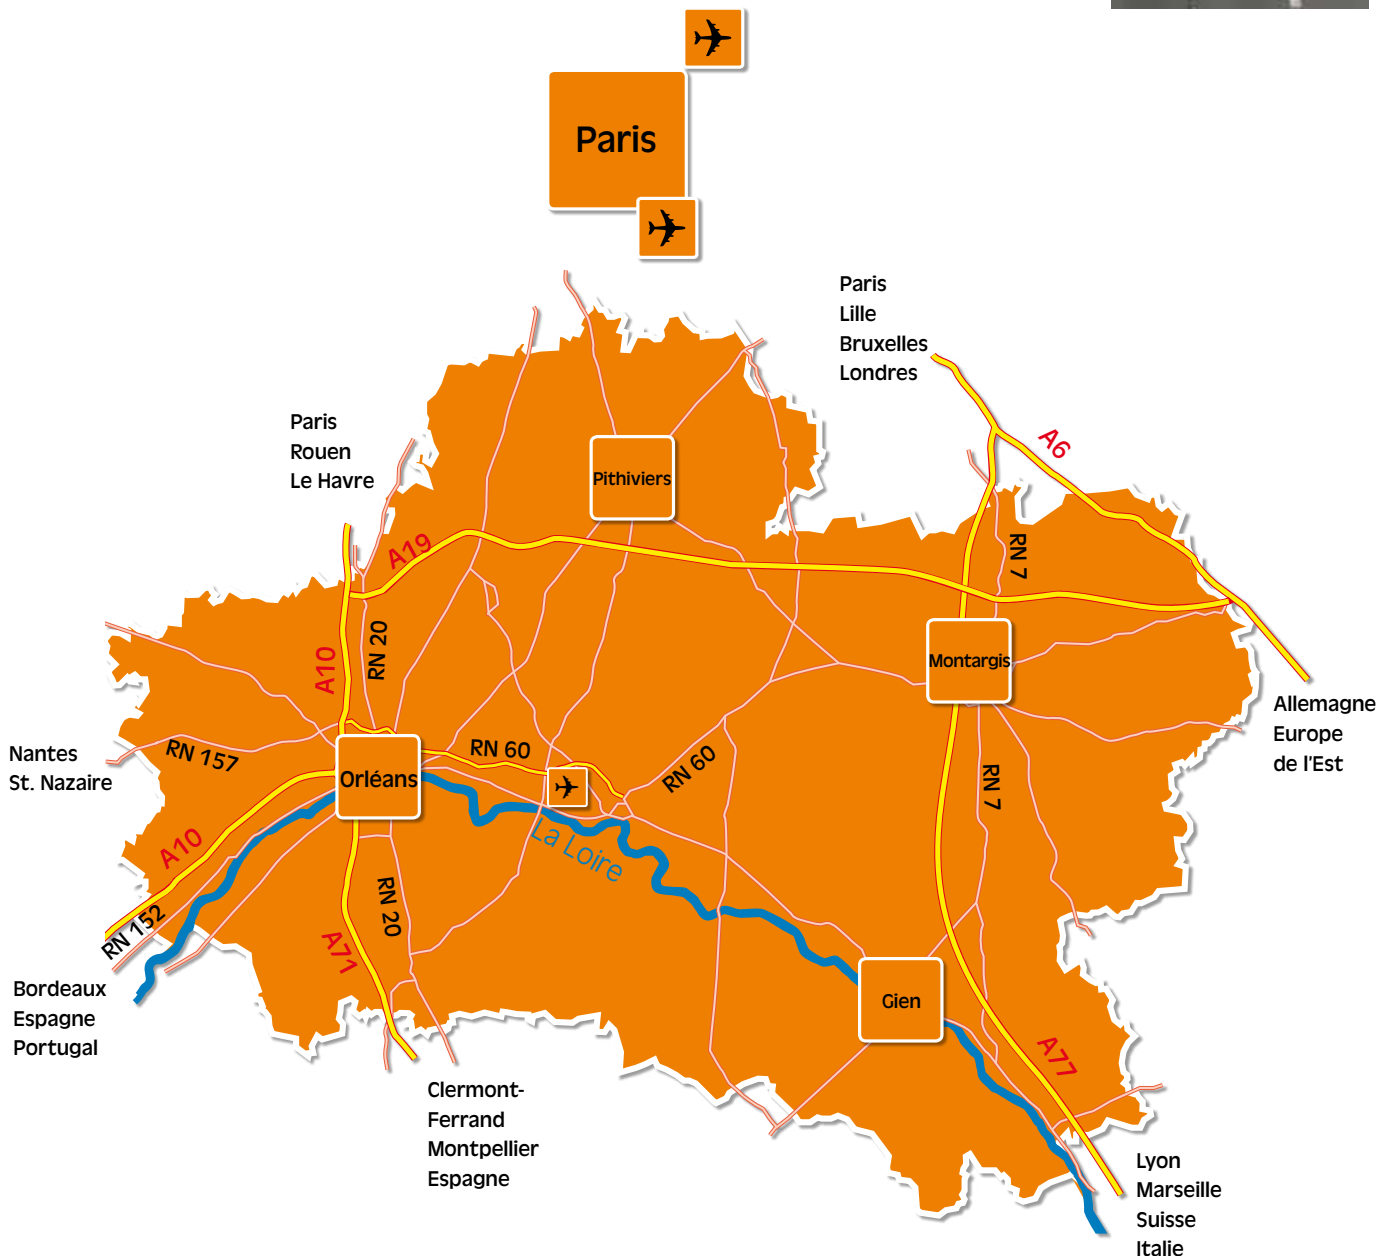 Paris
Paris
Lille
Bruxelles
Londres
A6
Paris
Rouen
Le Havre
Pithiviers
A19
RN 7
RN 20
A10
Montargis
Allemagne
Europe
de l'Est
Nantes
St. Nazaire
RN 157
Orléans
RN 60
RN 60
RN 7
A10
La Loire
RN 152
RN 20
A71
Bordeaux
Espagne
Portugal
Gien
A77
Clermont-
Ferrand
Montpellier
Espagne
Lyon
Marseille
Suisse
Italie